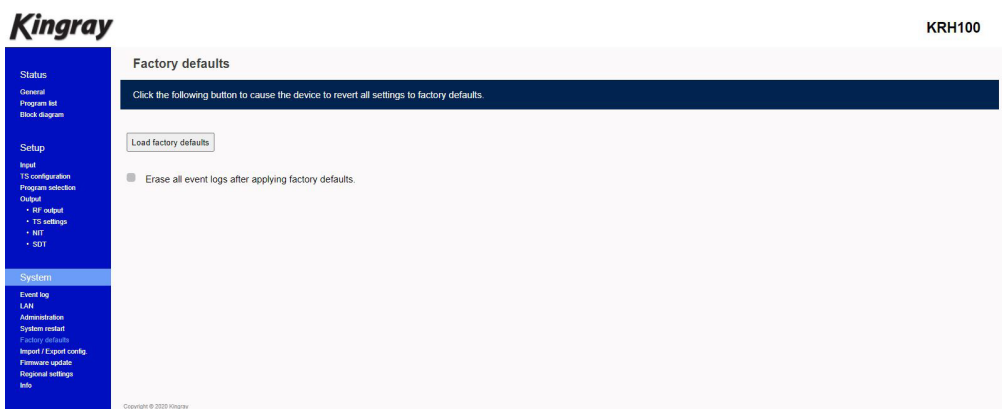 Kingray
KRH100
Status
General
Program list
Block diagram
Setup
Input
TS configuration
Program selection
Output
• RF output
• TS settings
• NIT
• SDT
System
Event log
LAN
Administration
System restart
Factory defaults
Import / Export config.
Firmware update
Regional settings
Info
Factory defaults
Click the following button to cause the device to revert all settings to factory defaults.
Load factory defaults
Erase all event logs after applying factory defaults.
Copyright © 2020 Kingray